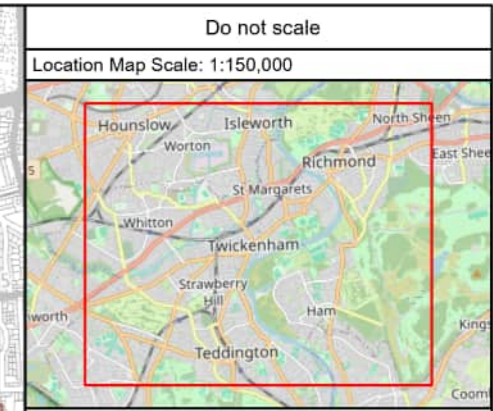 Do not scale
Location Map Scale: 1:150,000
Hounslow
Isleworth
North Sheen
Worton
Richmond
East Shee
s
St Margarets
Whitton
Twickenham
Strawberry
Hill
Ham
worth
Kings
Teddington
Coom